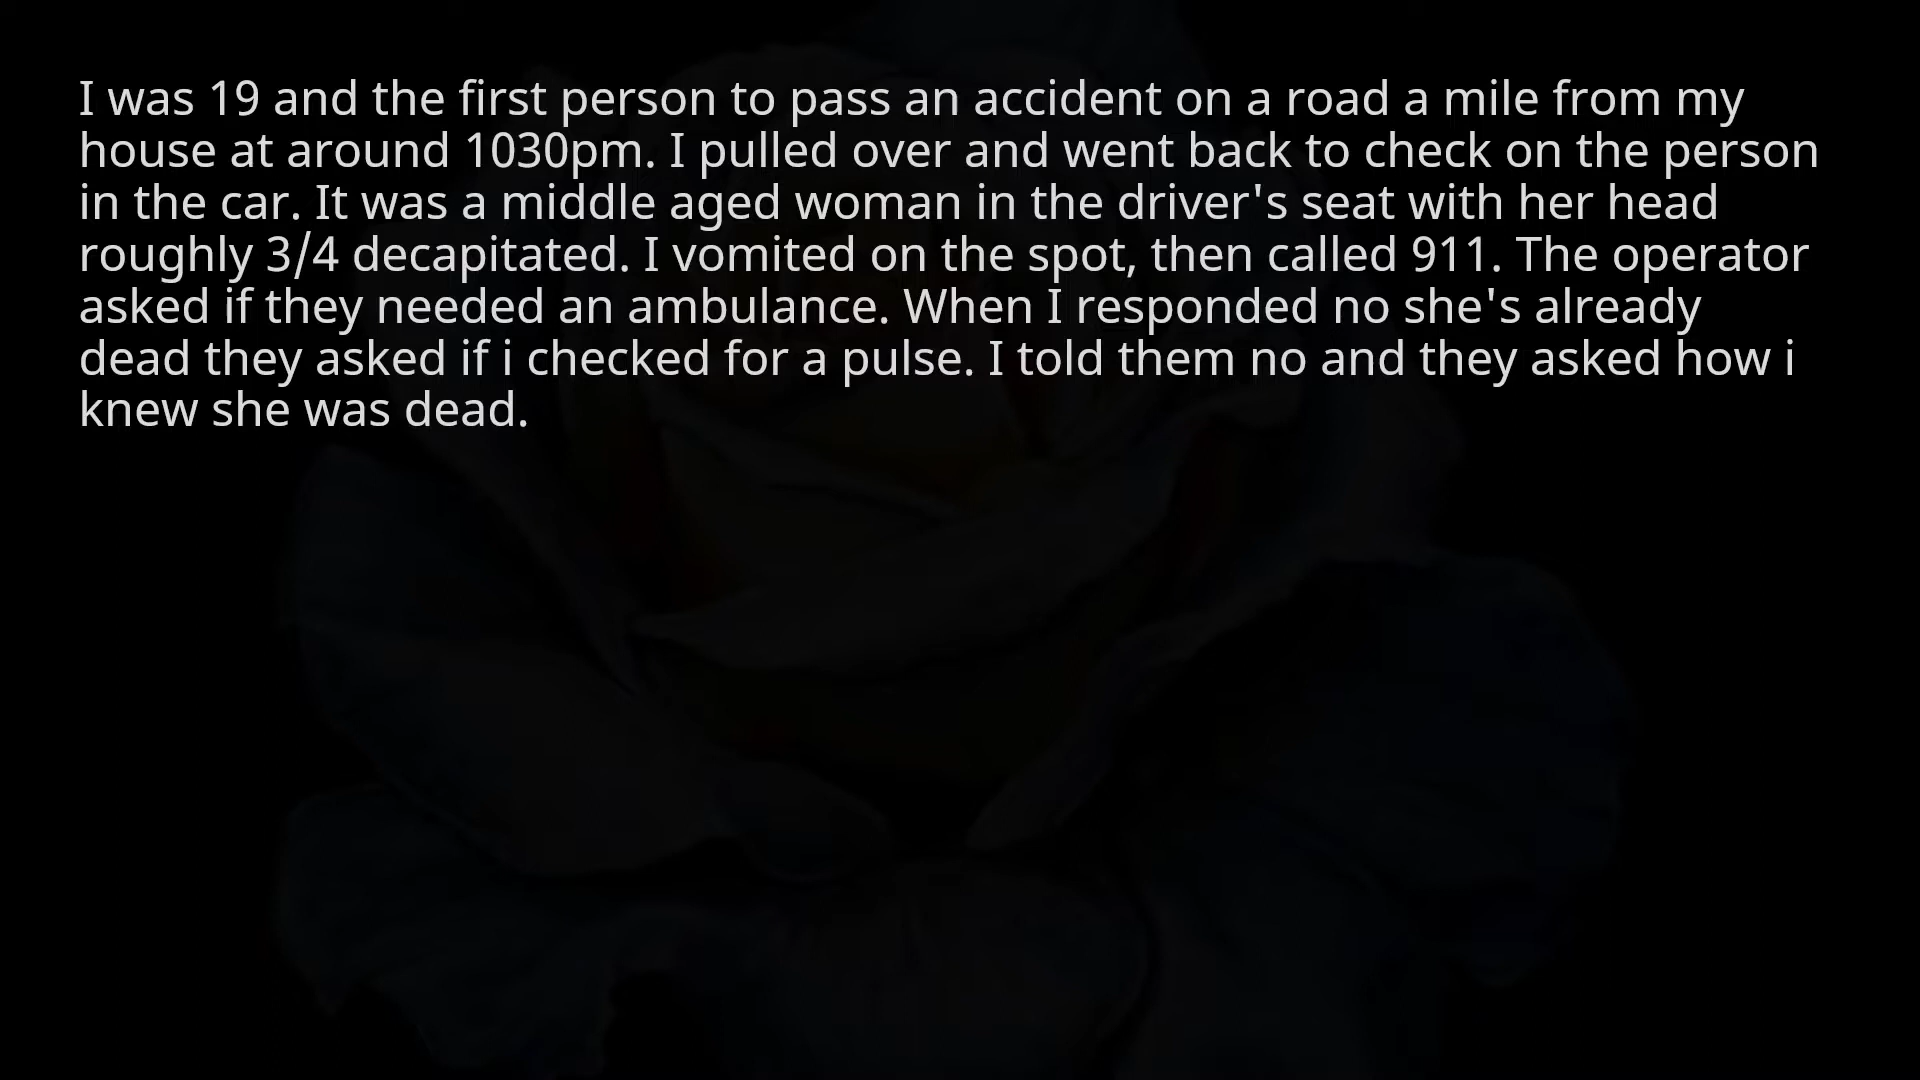 I was 19 and the first person to pass an accident on a road a mile from my
house at around 1030pm. I pulled over and went back to check on the person
in the car. It was a middle aged woman in the driver's seat with her head
roughly 3/4 decapitated. I vomited on the spot, then called 911. The operator
asked if they needed an ambulance. When I responded no she's already
dead they asked if i checked for a pulse. I told them no and they asked how i
knew she was dead.